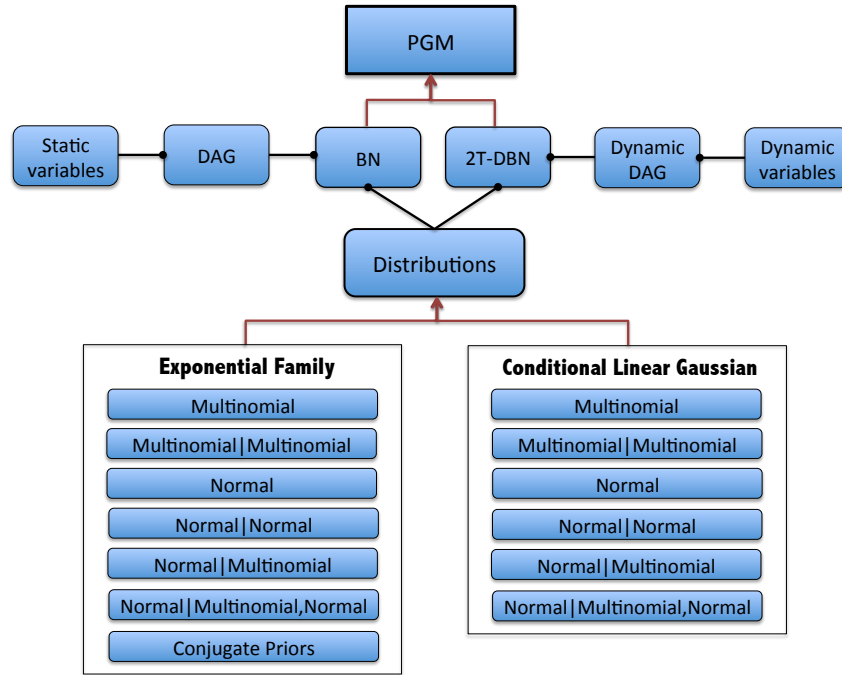 PGM
Static
variables
DAG
BN
2T-DBN
Dynamic
DAG
Dynamic
variables
Distributions
Exponential Family
Multinomial
Multinomial|Multinomial
Normal
Normal|Normal
Normal|Multinomial
Normal|Multinomial,Normal
Conjugate Priors
Conditional Linear Gaussian
Multinomial
Multinomial|Multinomial
Normal
Normal|Normal
Normal|Multinomial
Normal|Multinomial,Normal